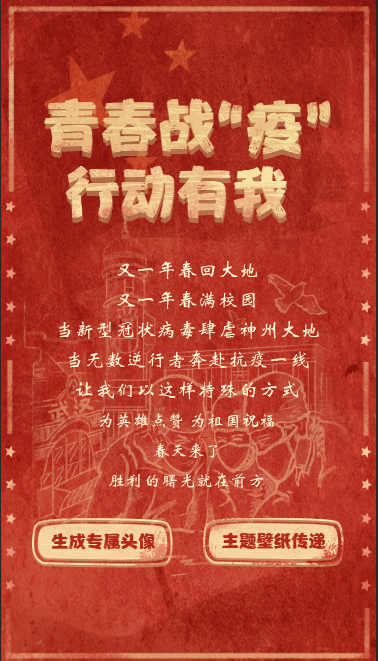 青春战"疫"
行动有我
又一年春回大地
又一年春满校园
当新型冠状病毒肆虐神州大地
当无数逆行者奔赴抗疫一线
让我们以这样特殊的方式
为英雄点赞 为祖国祝福
春天来了
胜利的曙光就在前方
生成专属头像
主题壁纸传递